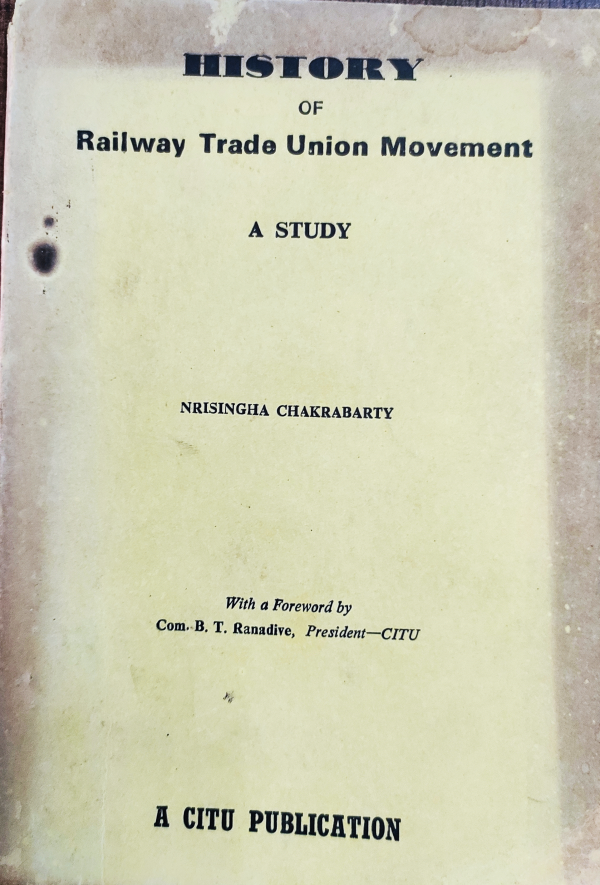 HISTORY
OF
Railway Trade Union Movement
A STUDY
NRISINGHA CHAKRABARTY
With a Foreword by
Com. B. T. Ranadive, President—CITU
A CITU PUBLICATION